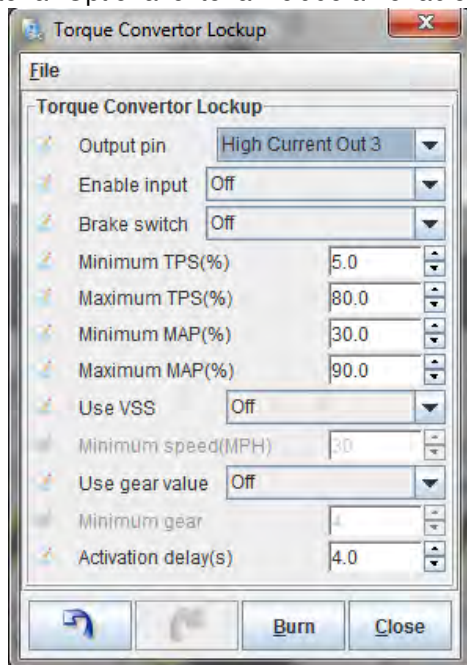 Torque Convertor Lockup
File
Torque Convertor Lockup
Output pin High Current Out 3
Enable input Off
Brake switch Off
Minimum TPS(%) 5.0
Maximum TPS(%) 80.0
Minimum MAP(%) 30.0
Maximum MAP(%) 90.0
Use VSS Off
Minimum speed(MPH) 30
Use gear value Off
Minimum gear 4
Activation delay(s) 4.0
Burn Close